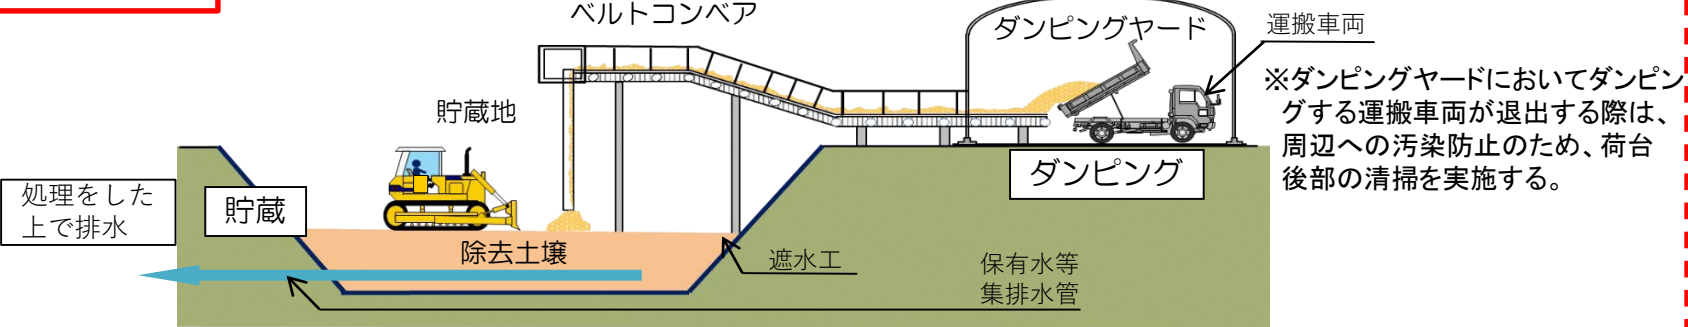 ベルトコンベア
ダンピングヤード
運搬車両
※ダンピングヤードにおいてダンピン
グする運搬車両が退出する際は、
周辺への汚染防止のため、荷台
後部の清掃を実施する。
貯蔵地
ダンピング
処理をした
上で排水
貯蔵
除去土壌
遮水工
保有水等
集排水管